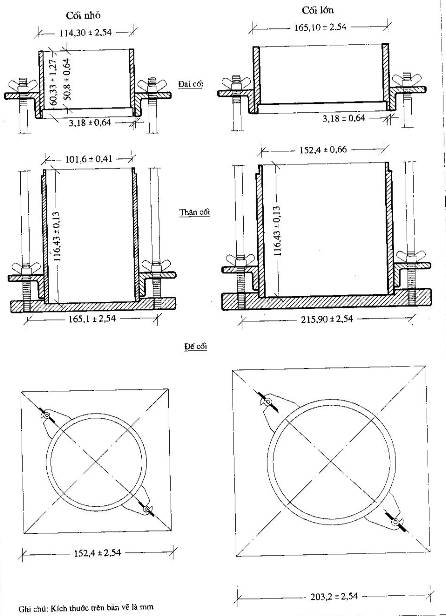 Cối nhỏ
Cối lớn
114,30 ± 2,54
165,10 ± 2,54
60,33 ± 1,27
50,8 ± 0,64
Đai cối
3,18 ± 0,64
3,18 ± 0,64
101,6 ± 0,41
152,4 ± 0,66
116,43 ± 0,13
Thân cối
116,43 ± 0,13
165,1 ± 2,54
215,90 ± 2,54
Đế cối
152,4 ± 2,54
203,2 ± 2,54
Ghi chú: Kích thước trên bản vẽ là mm